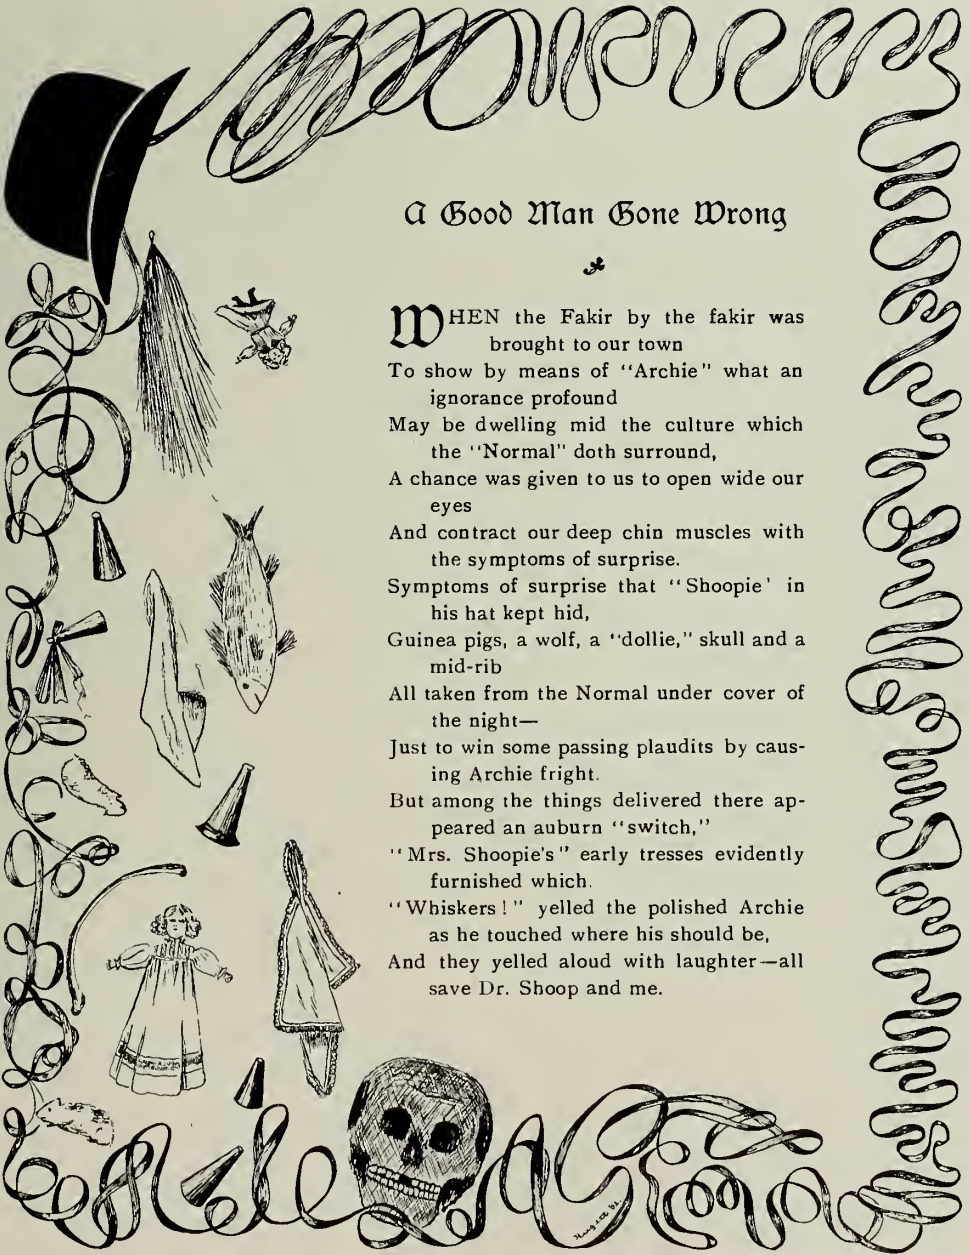 A Good Man Gone Wrong
WHEN the Fakir by the fakir was
brought to our town
To show by means of "Archie" what an
ignorance profound
May be dwelling mid the culture which
the "Normal" doth surround,
A chance was given to us to open wide our
eyes
And contract our deep chin muscles with
the symptoms of surprise.
Symptoms of surprise that "Shoopie' in
his hat kept hid,
Guinea pigs, a wolf, a "dollie," skull and a
mid-rib
All taken from the Normal under cover of
the night—
Just to win some passing plaudits by caus-
ing Archie fright.
But among the things delivered there ap-
peared an auburn "switch,"
"Mrs. Shoopie's" early tresses evidently
furnished which.
"Whiskers!" yelled the polished Archie
as he touched where his should be,
And they yelled aloud with laughter—all
save Dr. Shoop and me.